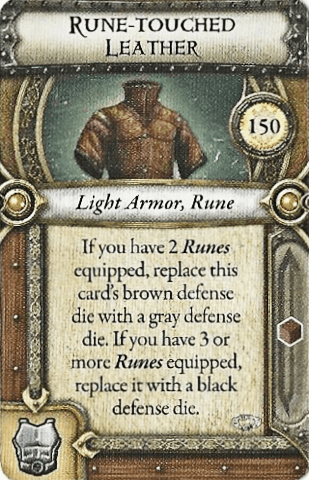 RUNE-TOUCHED
LEATHER
150
Light Armor, Rune
If you have 2 Runes
equipped, replace this
card's brown defense
die with a gray defense
die. If you have 3 or
more Runes equipped,
replace it with a black
defense die.